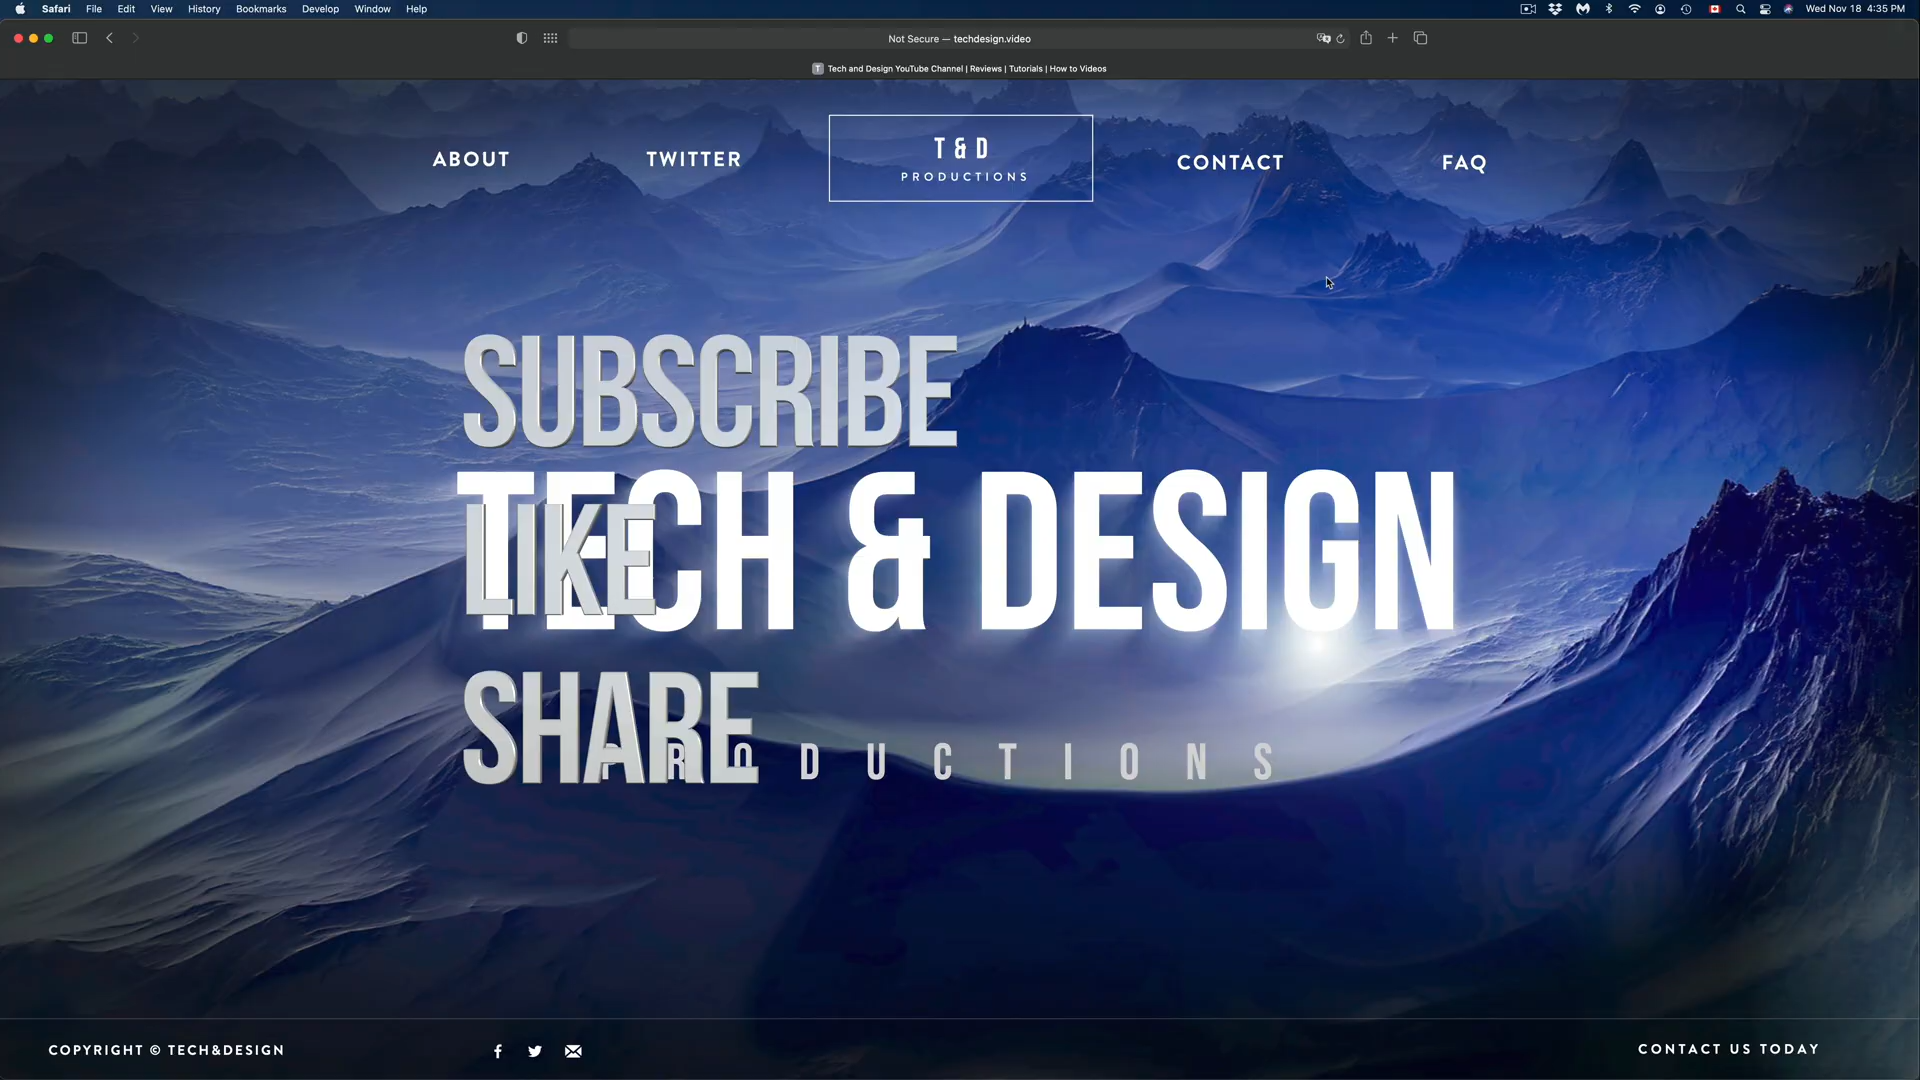 Safari File Edit View History Bookmarks Develop Window Help Wed Nov 18 4:35 PM
Not Secure — techdesign.video
T Tech and Design YouTube Channel | Reviews | Tutorials | How to Videos
ABOUT
TWITTER
T & D
PRODUCTIONS
CONTACT
FAQ
SUBSCRIBE
TECH & DESIGN
LIKE
SHARE
PRODUCTIONS
COPYRIGHT © TECH&DESIGN
CONTACT US TODAY